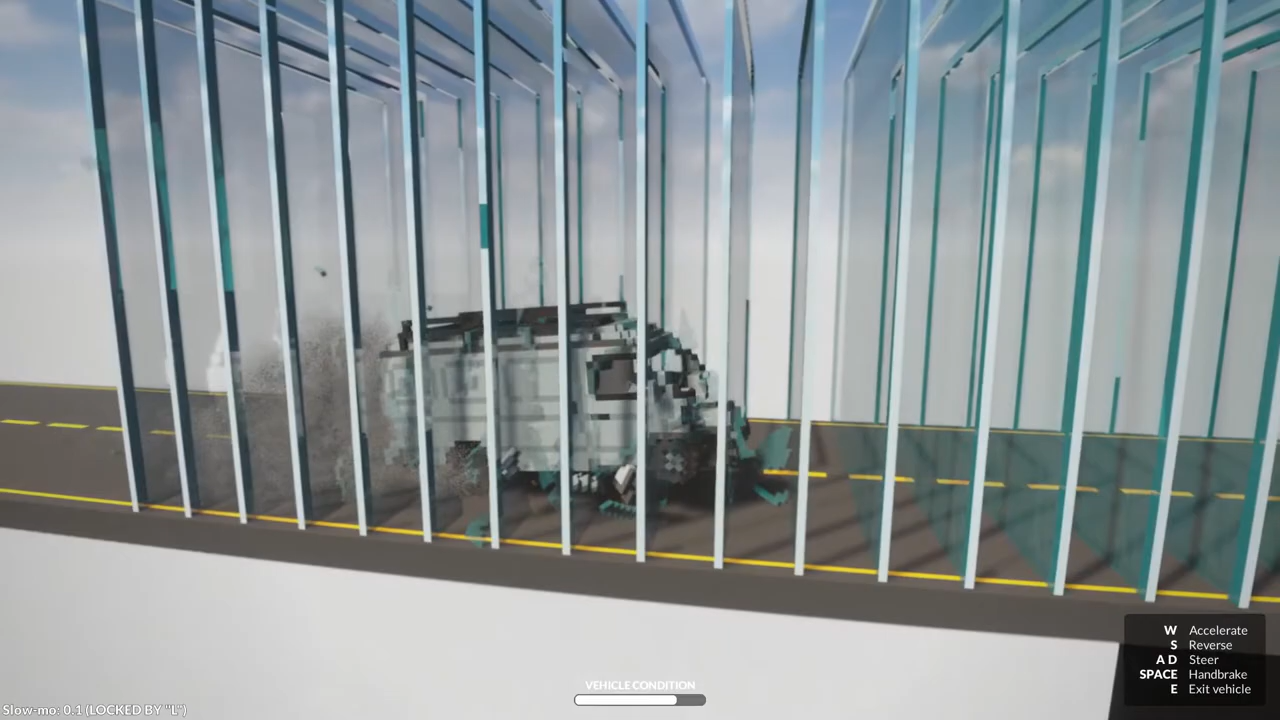 W Accelerate
S Reverse
A D Steer
SPACE Handbrake
E Exit vehicle
VEHICLE CONDITION
Slow-mo: 0.1 (LOCKED BY "L")